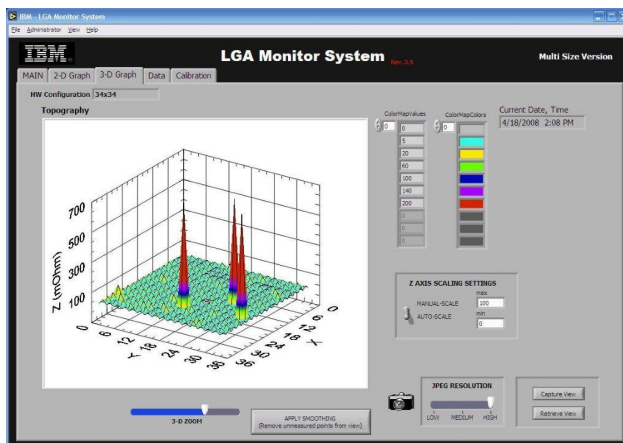 IBM - LGA Monitor System
File Administrator View Help
IBM. LGA Monitor System Rev.3.5 Multi Size Version
MAIN 2-D Graph 3-D Graph Data Calibration
HW Configuration 34x34
Topography
ColorMapValues ColorMapColors
0 0
0
5
20
60
100
140
200
0
0
0
Current Date, Time
4/18/2008 2:08 PM
700
500
300
100
Z (mOhm)
0 6 12 18 24 30 36
Y
36 30 24 18 12 6 0
X
Z AXIS SCALING SETTINGS
max
MANUAL-SCALE 100
AUTO-SCALE min
0
3-D ZOOM
APPLY SMOOTHING
(Remove unmeasured points from view)
JPEG RESOLUTION
LOW MEDIUM HIGH
Capture View
Retrieve View